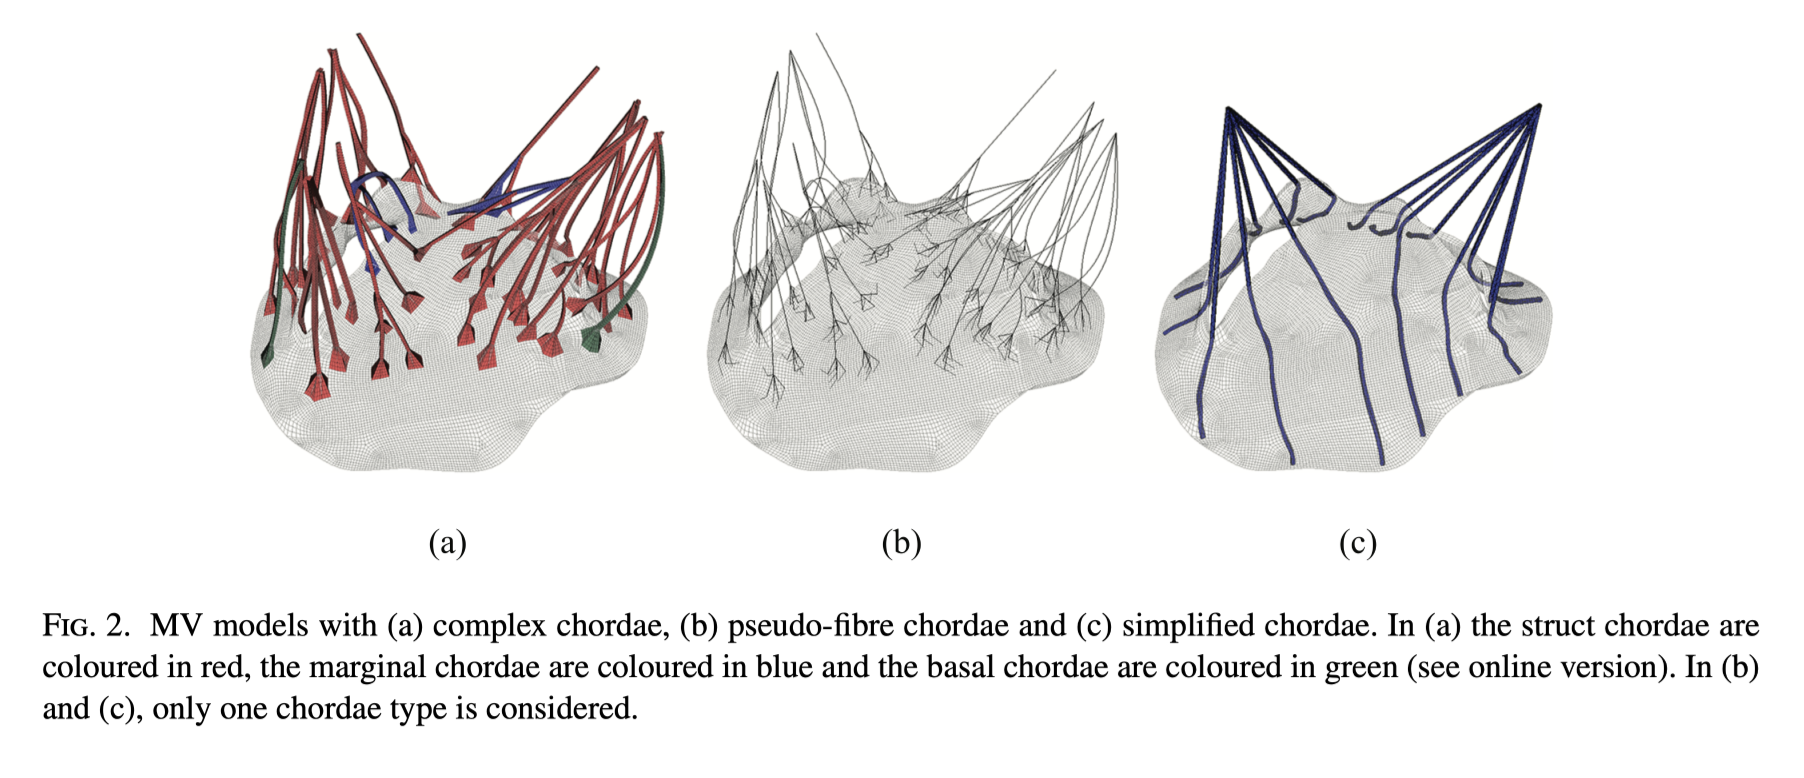 (a) (b) (c)
FIG. 2. MV models with (a) complex chordae, (b) pseudo-fibre chordae and (c) simplified chordae. In (a) the struct chordae are
coloured in red, the marginal chordae are coloured in blue and the basal chordae are coloured in green (see online version). In (b)
and (c), only one chordae type is considered.